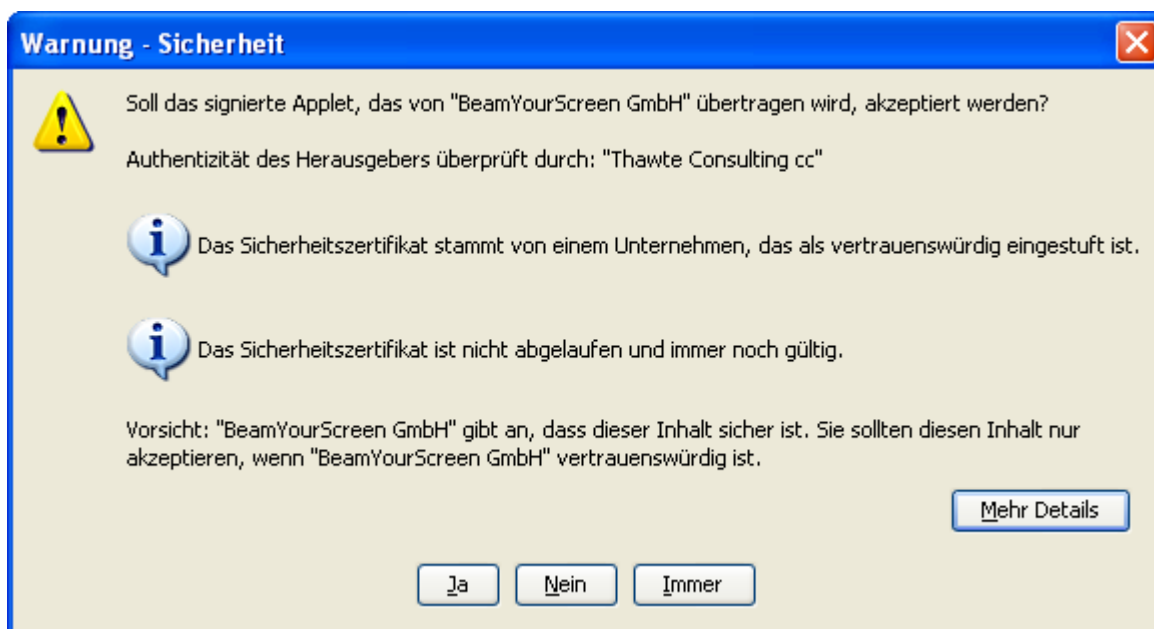 Warnung - Sicherheit
Soll das signierte Applet, das von "BeamYourScreen GmbH" übertragen wird, akzeptiert werden?
Authentizität des Herausgebers überprüft durch: "Thawte Consulting cc"
Das Sicherheitszertifikat stammt von einem Unternehmen, das als vertrauenswürdig eingestuft ist.
Das Sicherheitszertifikat ist nicht abgelaufen und immer noch gültig.
Vorsicht: "BeamYourScreen GmbH" gibt an, dass dieser Inhalt sicher ist. Sie sollten diesen Inhalt nur
akzeptieren, wenn "BeamYourScreen GmbH" vertrauenswürdig ist.
Mehr Details
Ja Nein Immer